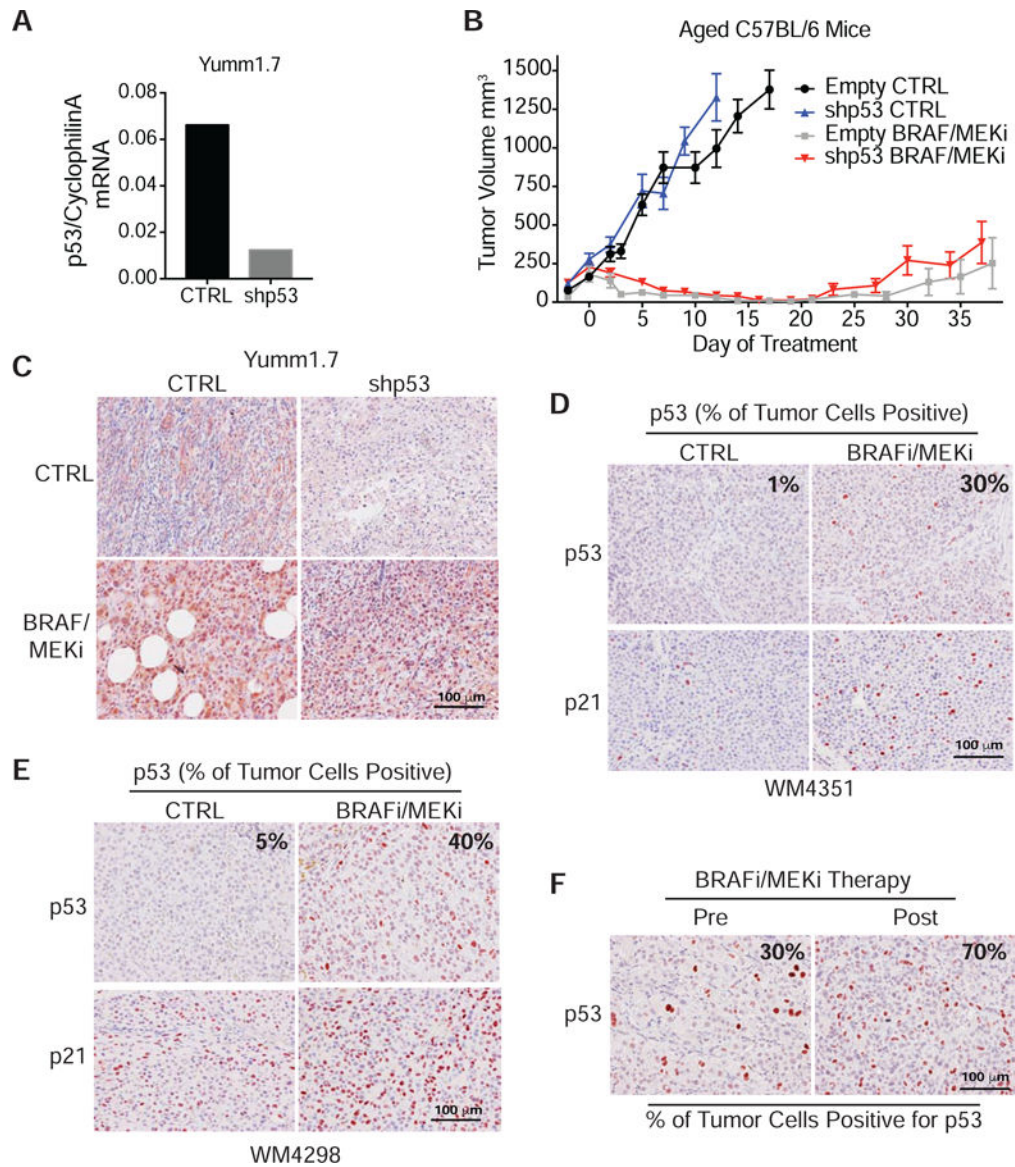 A
Yumm1.7
p53/CyclophilinA
mRNA
0.08
0.06
0.04
0.02
0.00
CTRL shp53
B
Aged C57BL/6 Mice
Tumor Volume mm³
1500
1250
1000
750
500
250
0
Empty CTRL
shp53 CTRL
Empty BRAF/MEKi
shp53 BRAF/MEKi
0 5 10 15 20 25 30 35
Day of Treatment
C
Yumm1.7
CTRL shp53
CTRL
BRAF/
MEKi
100 µm
D
p53 (% of Tumor Cells Positive)
CTRL BRAFi/MEKi
p53
1% 30%
p21
100 µm
WM4351
E
p53 (% of Tumor Cells Positive)
CTRL BRAFi/MEKi
5% 40%
p53
p21
100 µm
WM4298
F
BRAFi/MEKi Therapy
Pre Post
30% 70%
p53
100 µm
% of Tumor Cells Positive for p53